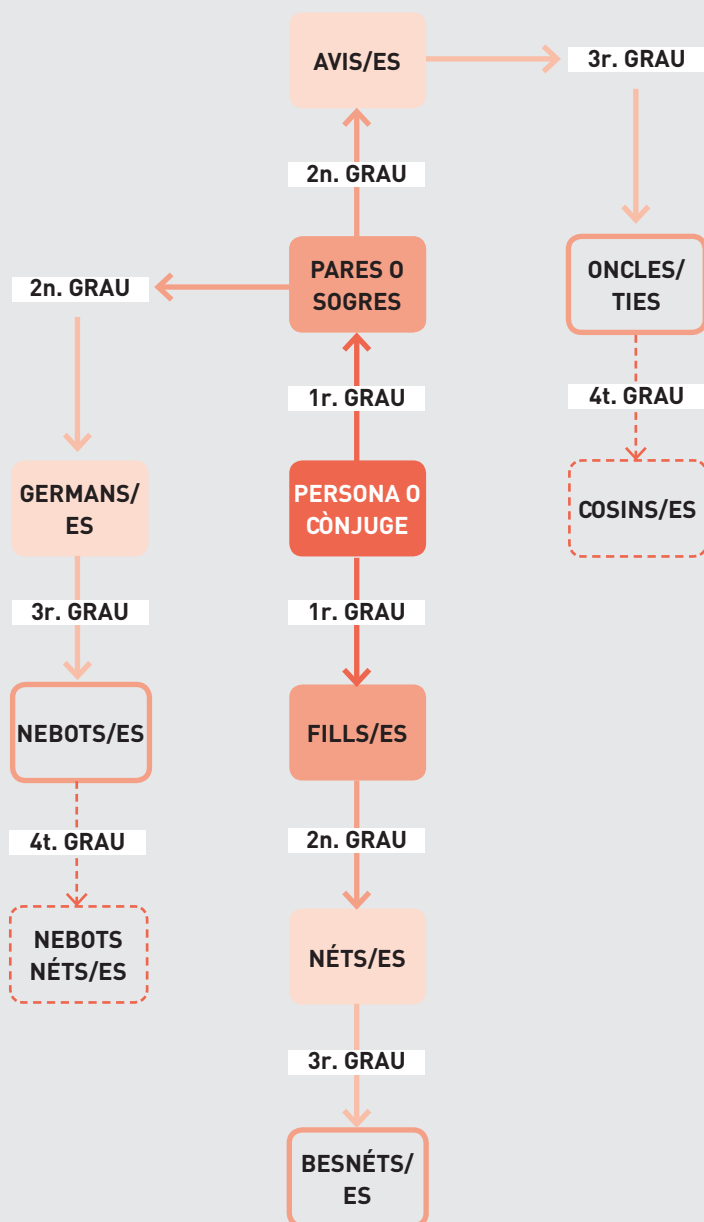 AVIS/ES
3r. GRAU
2n. GRAU
PARES O
SOGRES
ONCLES/
TIES
2n. GRAU
1r. GRAU
4t. GRAU
GERMANS/
ES
PERSONA O
CÒNJUGE
COSINS/ES
3r. GRAU
1r. GRAU
NEBOTS/ES
FILLS/ES
4t. GRAU
2n. GRAU
NEBOTS
NÉTS/ES
NÉTS/ES
3r. GRAU
BESNÉTS/
ES